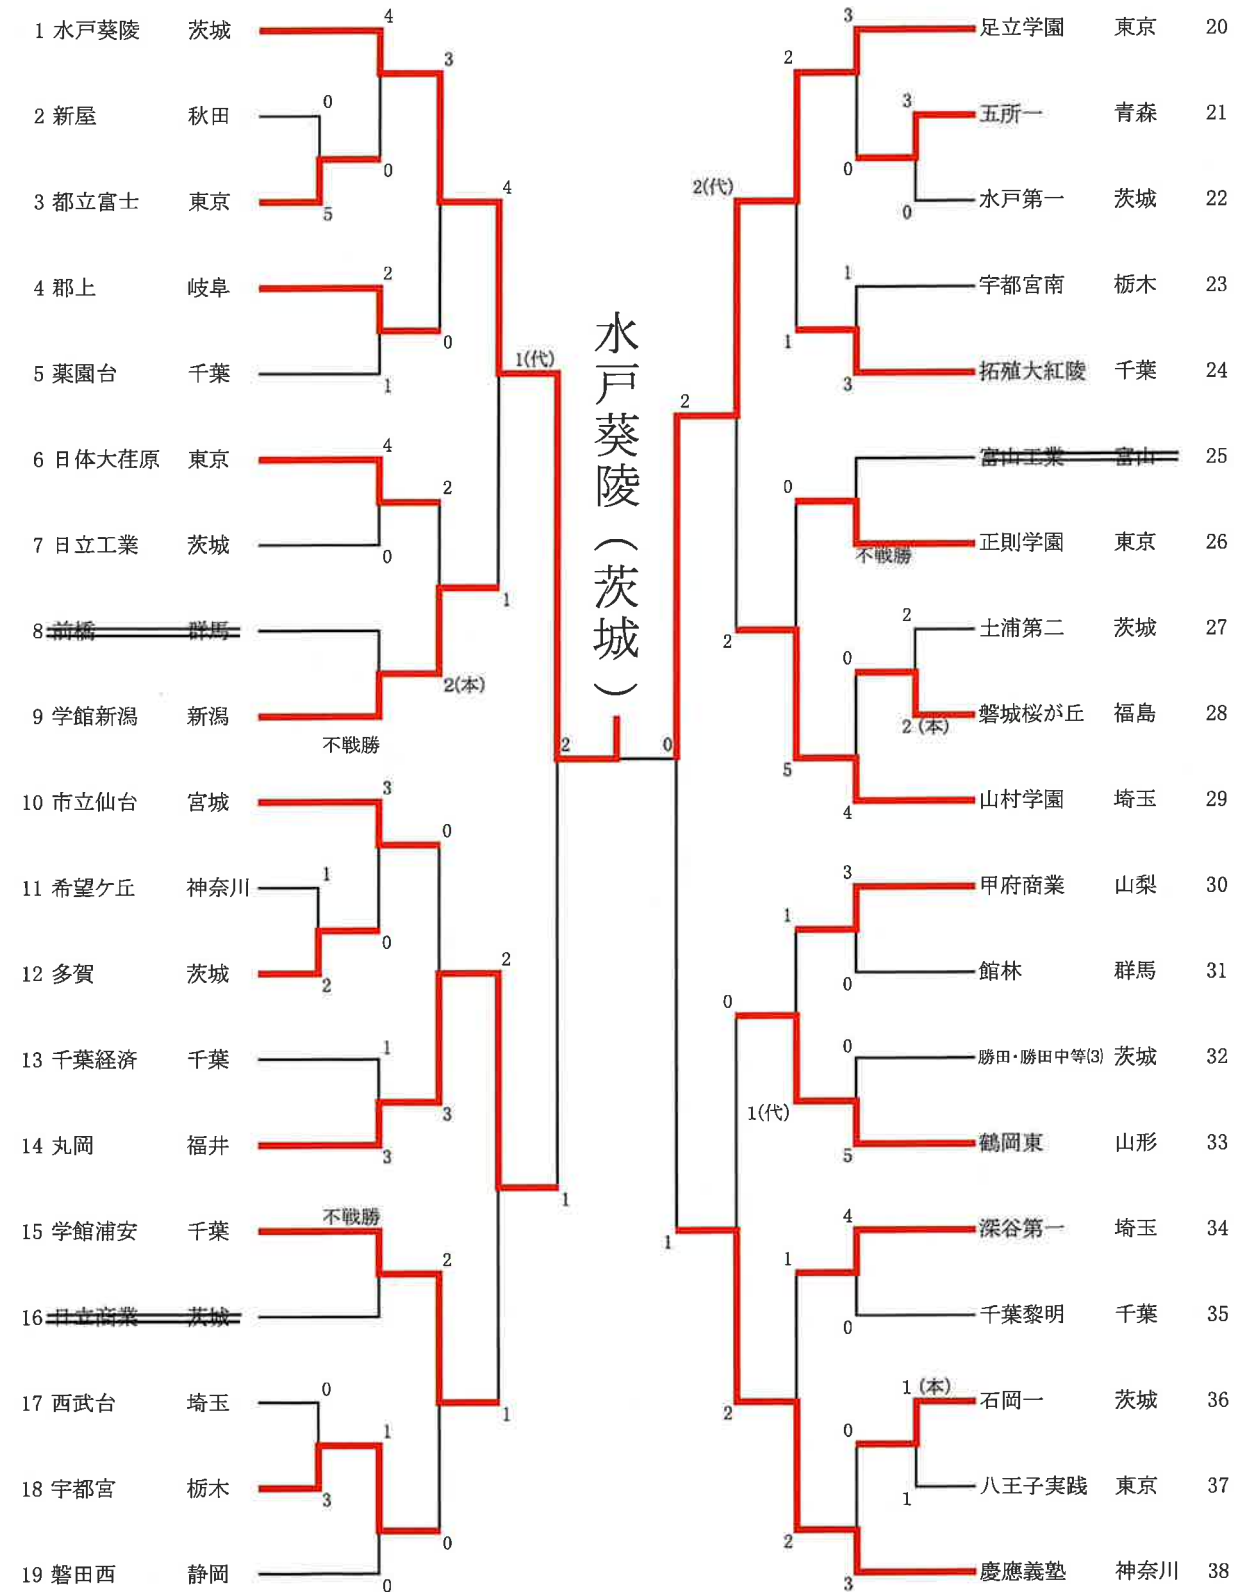 1 水戸葵陵 茨城
4
3
2 新屋 秋田
0
0
3 都立富士 東京
5
4
4 郡上 岐阜
2
0
5 薬園台 千葉
1
1(代)
6 日体大荏原 東京
4
2
7 日立工業 茨城
0
1
8 前橋 群馬
2(本)
9 学館新潟 新潟
不戦勝
2
10 市立仙台 宮城
3
0
11 希望ケ丘 神奈川
1
0
12 多賀 茨城
2
2
13 千葉経済 千葉
1
3
14 丸岡 福井
3
1
15 学館浦安 千葉
不戦勝
2
16 日立商業 茨城
1
17 西武台 埼玉
0
1
18 宇都宮 栃木
3
0
19 磐田西 静岡
0
水戸葵陵(茨城)
3
足立学園 東京 20
2
3
五所一 青森 21
0
水戸第一 茨城 22
0
2(代)
1
宇都宮南 栃木 23
1
拓殖大紅陵 千葉 24
3
2
富山工業 富山 25
0
正則学園 東京 26
不戦勝
2
土浦第二 茨城 27
0
2
磐城桜が丘 福島 28
2 (本)
0
5
山村学園 埼玉 29
4
3
甲府商業 山梨 30
1
館林 群馬 31
0
0
0
勝田・勝田中等(3) 茨城 32
1(代)
鶴岡東 山形 33
5
4
深谷第一 埼玉 34
1
1
千葉黎明 千葉 35
0
1 (本)
石岡一 茨城 36
2
0
八王子実践 東京 37
1
2
慶應義塾 神奈川 38
3